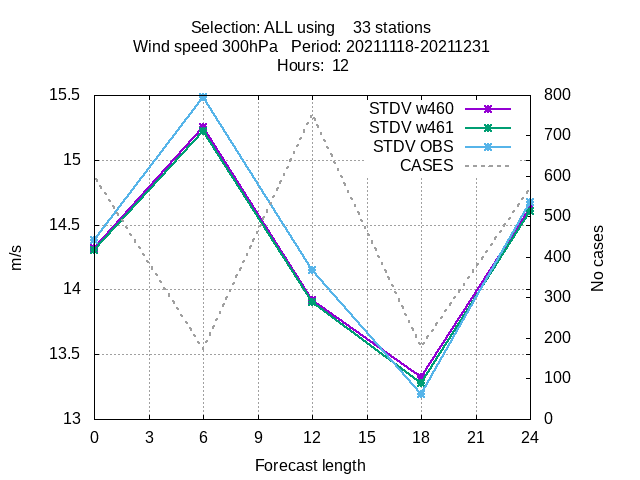 Selection: ALL using    33 stations
Wind speed 300hPa   Period: 20211118-20211231
Hours:  12
STDV w460
STDV w461
STDV OBS
CASES
15.5
15
14.5
14
13.5
13
m/s
800
700
600
500
400
300
200
100
0
No cases
0 3 6 9 12 15 18 21 24
Forecast length